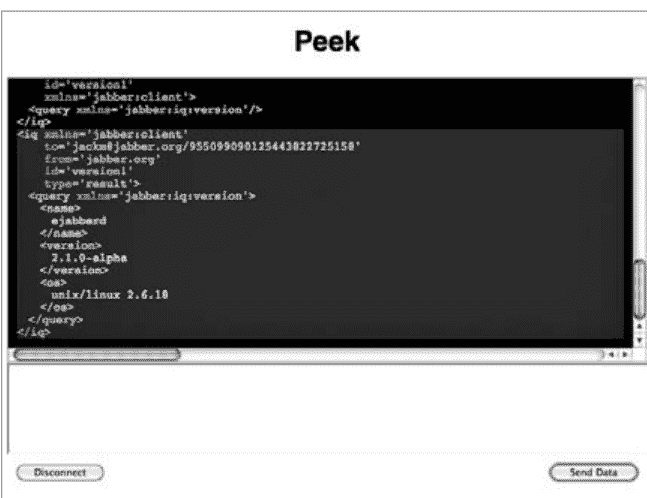 Peek
id='version1'
xmlns='jabber:client'>
<query xmlns='jabber:iq:version'/>
</iq>
<iq xmlns='jabber:client'
to='jackm@jabber.org/955099090125443822725158'
from='jabber.org'
id='version1'
type='result'>
<query xmlns='jabber:iq:version'>
<name>
ejabberd
</name>
<version>
2.1.0-alpha
</version>
<os>
unix/linux 2.6.18
</os>
</query>
</iq>
Disconnect
Send Data